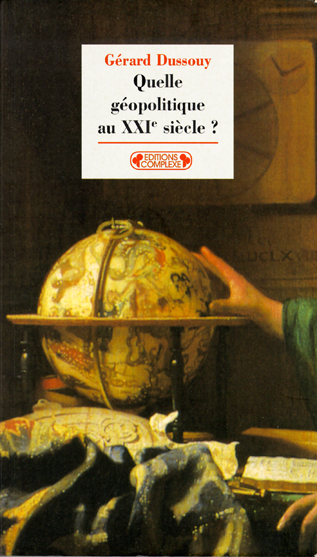 Gérard Dussouy
Quelle
géopolitique
au XXIe siècle ?
EDITIONS
COMPLEXE